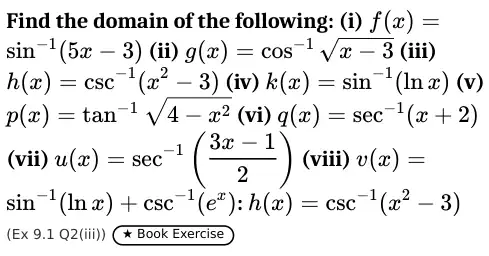 Find the domain of the following: (i) f(x) =
sin⁻¹(5x − 3) (ii) g(x) = cos⁻¹ √(x − 3) (iii)
h(x) = csc⁻¹(x² − 3) (iv) k(x) = sin⁻¹(ln x) (v)
p(x) = tan⁻¹ √(4 − x²) (vi) q(x) = sec⁻¹(x + 2)
(vii) u(x) = sec⁻¹ ((3x − 1)/2) (viii) v(x) =
sin⁻¹(ln x) + csc⁻¹(eˣ): h(x) = csc⁻¹(x² − 3)
(Ex 9.1 Q2(iii)) ★ Book Exercise